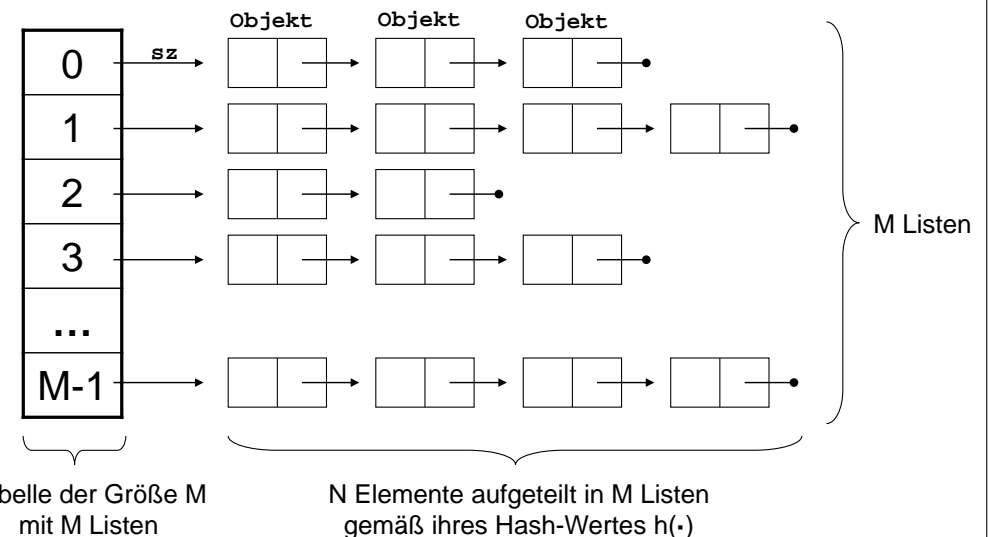 Objekt Objekt Objekt
0 sz
1
2
3
...
M-1
M Listen
belle der Größe M
mit M Listen
N Elemente aufgeteilt in M Listen
gemäß ihres Hash-Wertes h(·)